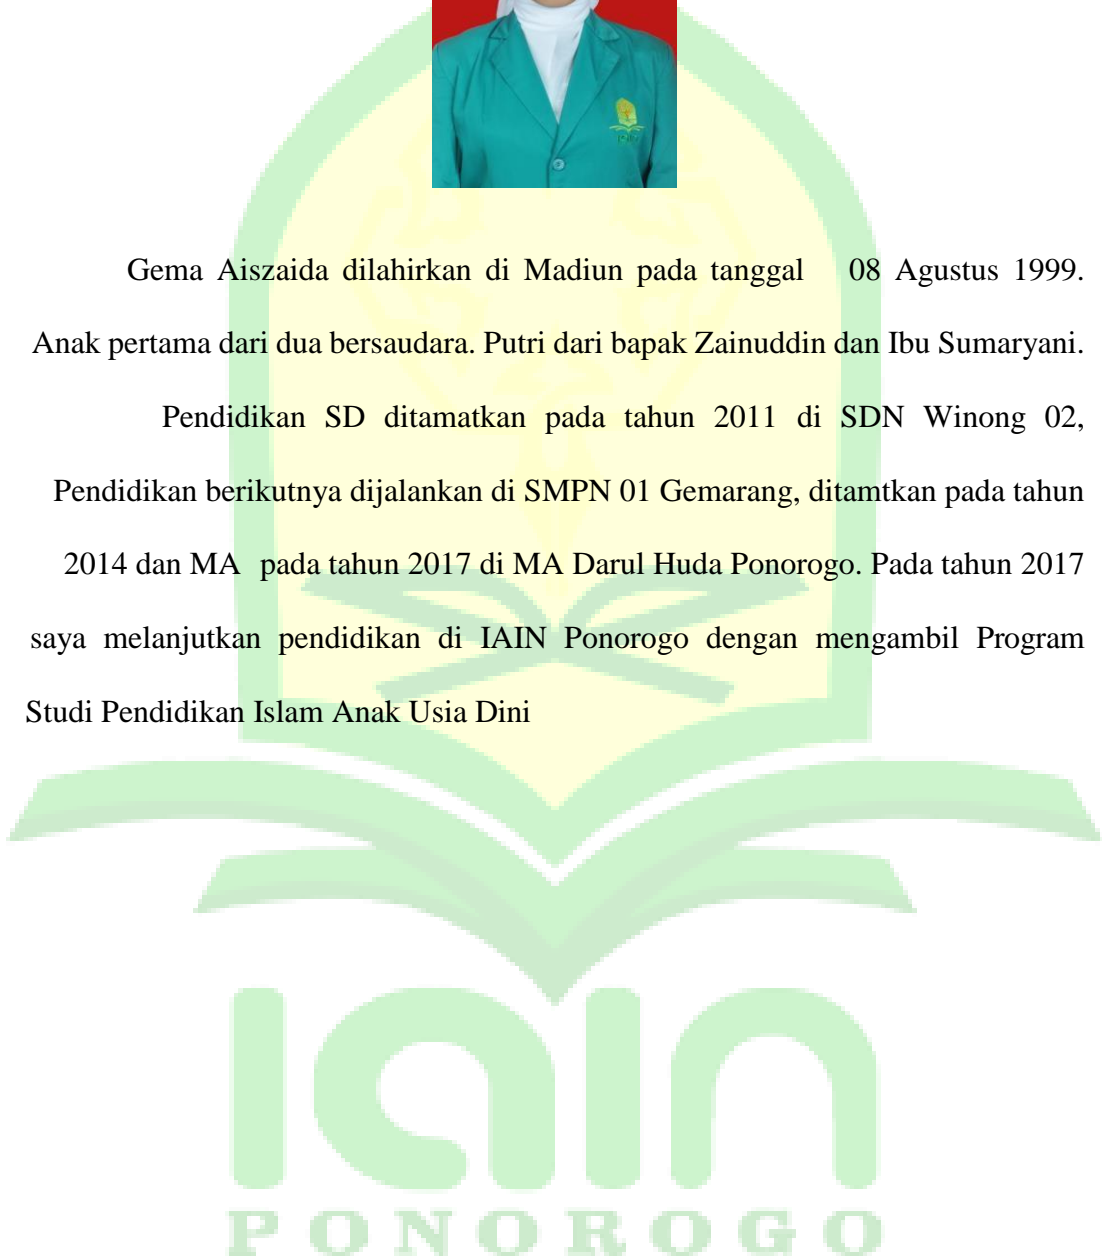 Gema Aiszaida dilahirkan di Madiun pada tanggal 08 Agustus 1999.
Anak pertama dari dua bersaudara. Putri dari bapak Zainuddin dan Ibu Sumaryani.
Pendidikan SD ditamatkan pada tahun 2011 di SDN Winong 02,
Pendidikan berikutnya dijalankan di SMPN 01 Gemarang, ditamtkan pada tahun
2014 dan MA pada tahun 2017 di MA Darul Huda Ponorogo. Pada tahun 2017
saya melanjutkan pendidikan di IAIN Ponorogo dengan mengambil Program
Studi Pendidikan Islam Anak Usia Dini
iain
PONOROGO